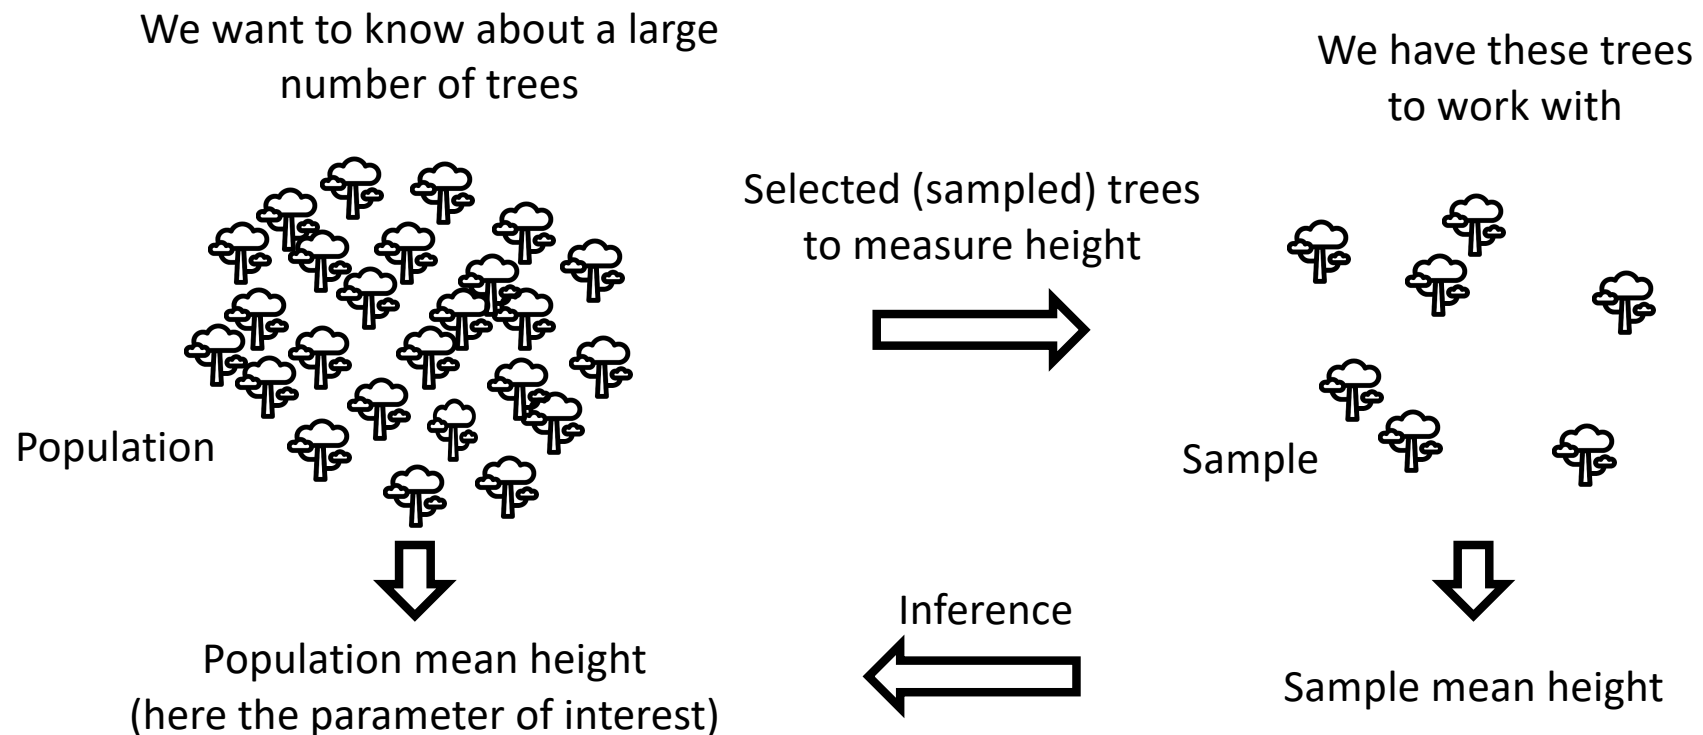 We want to know about a large
number of trees
We have these trees
to work with
Selected (sampled) trees
to measure height
Population
Sample
Inference
Population mean height
(here the parameter of interest)
Sample mean height